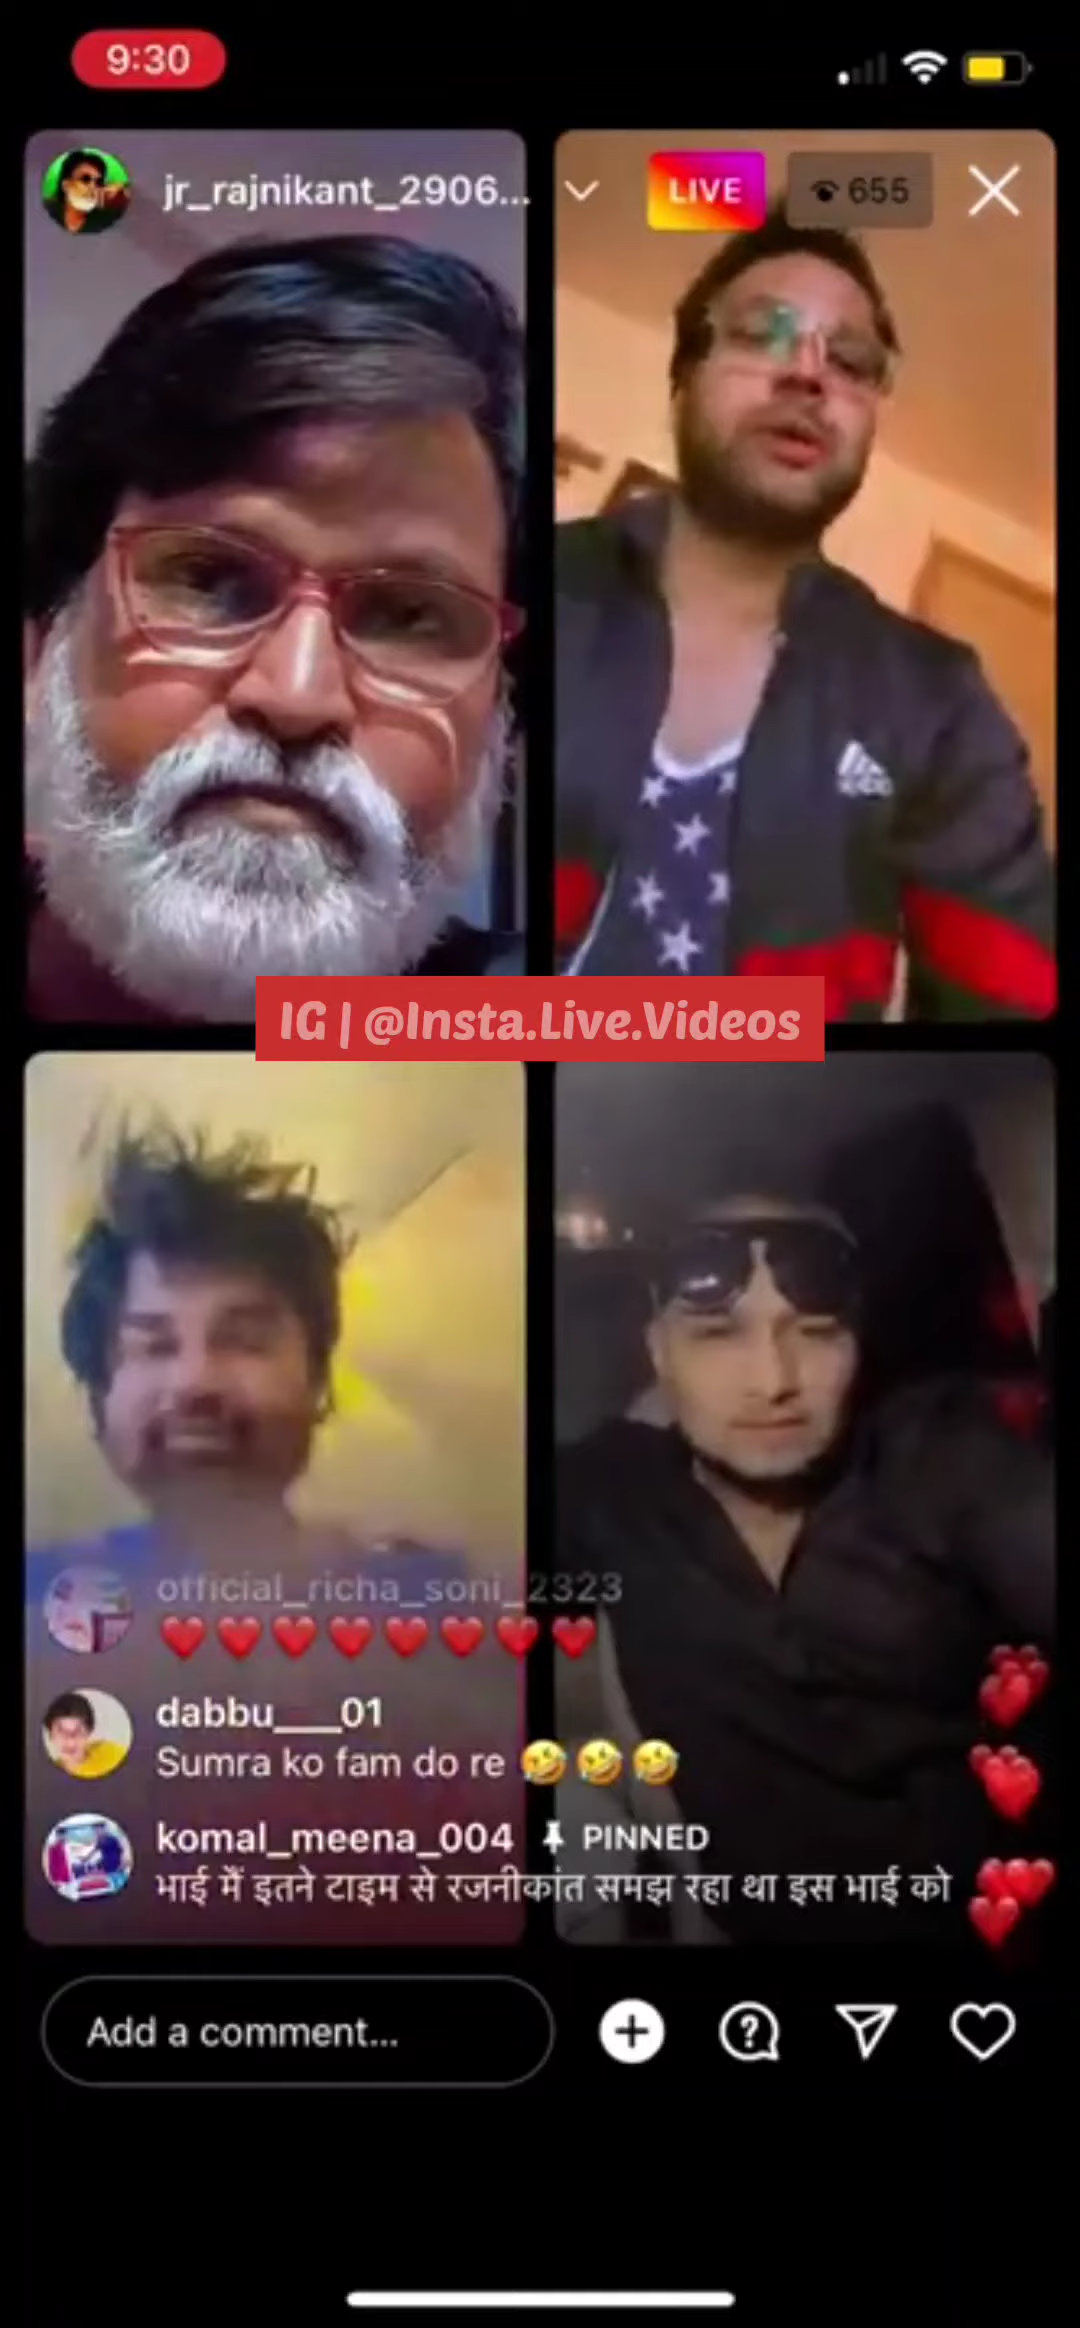 9:30
jr_rajnikant_2906...
LIVE
655
IG | @Insta.Live.Videos
official_richa_soni_2323
❤️❤️❤️❤️❤️❤️❤️❤️
dabbu___01
Sumra ko fam do re 🤣🤣🤣
komal_meena_004 PINNED
भाई में इतने टाइम से रजनीकांत समझ रहा था इस भाई को
Add a comment...